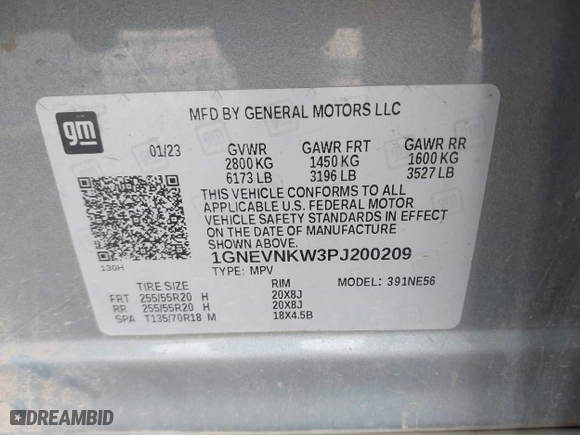 MFD BY GENERAL MOTORS LLC
gm
01/23 GVWR GAWR FRT GAWR RR
2800 KG 1450 KG 1600 KG
6173 LB 3196 LB 3527 LB
THIS VEHICLE CONFORMS TO ALL
APPLICABLE U.S. FEDERAL MOTOR
VEHICLE SAFETY STANDARDS IN EFFECT
ON THE DATE OF MANUFACTURE
SHOWN ABOVE.
130H
1GNEVNKW3PJ200209
TYPE: MPV
TIRE SIZE RIM MODEL: 391NE56
FRT 255/55R20 H 20X8J
RR 255/55R20 H 20X8J
SPA T135/70R18 M 18X4.5B
DREAMBID